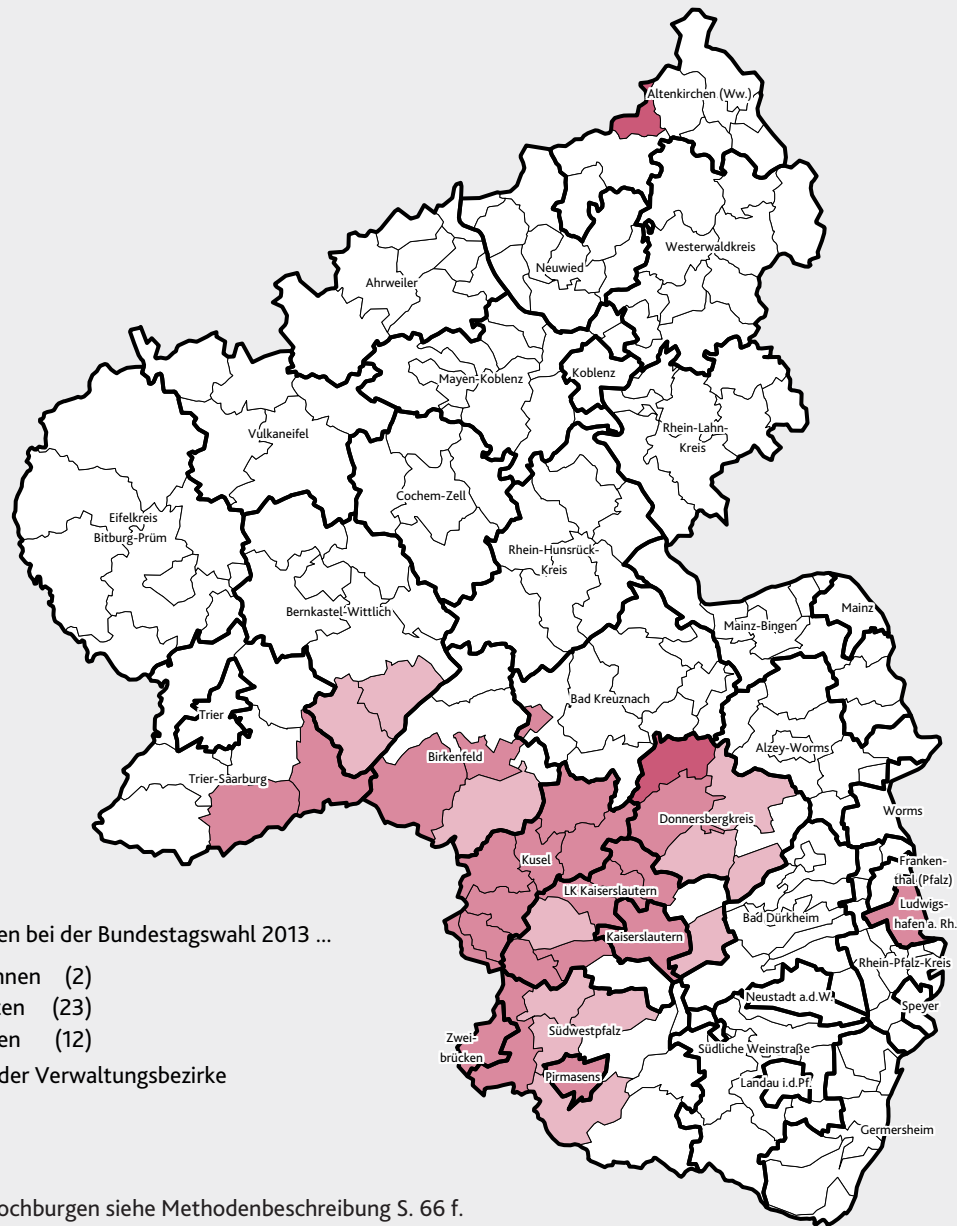 Altenkirchen (Ww.)
Westerwaldkreis
Neuwied
Ahrweiler
Mayen-Koblenz
Koblenz
Rhein-Lahn-
Kreis
Vulkaneifel
Cochem-Zell
Eifelkreis
Bitburg-Prüm
Rhein-Hunsrück-
Kreis
Bernkastel-Wittlich
Mainz
Mainz-Bingen
Bad Kreuznach
Trier
Alzey-Worms
Birkenfeld
Trier-Saarburg
Worms
Donnersbergkreis
Kusel
Franken-
thal (Pfalz)
LK Kaiserslautern
Ludwigs-
hafen a. Rh.
Bad Dürkheim
Kaiserslautern
Rhein-Pfalz-Kreis
Neustadt a.d.W.
Speyer
Südwestpfalz
Zwei-
brücken
Südliche Weinstraße
Pirmasens
Landau i.d.Pf.
Germersheim
en bei der Bundestagswahl 2013 ...
nnen (2)
ten (23)
en (12)
der Verwaltungsbezirke
ochburgen siehe Methodenbeschreibung S. 66 f.